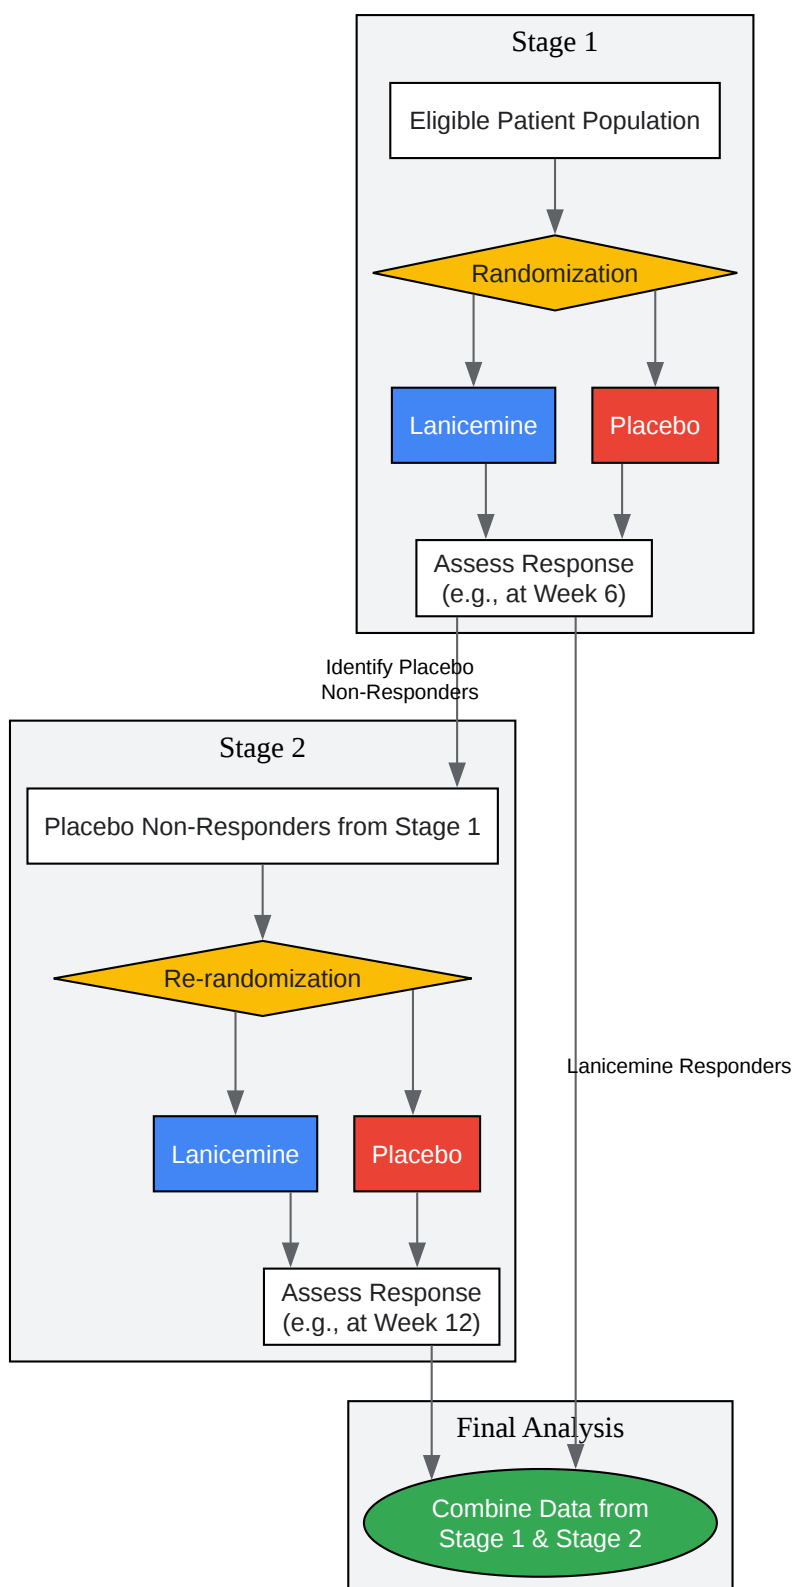 Stage 1
Eligible Patient Population
Randomization
Lanicemine
Placebo
Assess Response
(e.g., at Week 6)
Identify Placebo
Non-Responders
Stage 2
Placebo Non-Responders from Stage 1
Re-randomization
Lanicemine Responders
Lanicemine
Placebo
Assess Response
(e.g., at Week 12)
Final Analysis
Combine Data from
Stage 1 & Stage 2